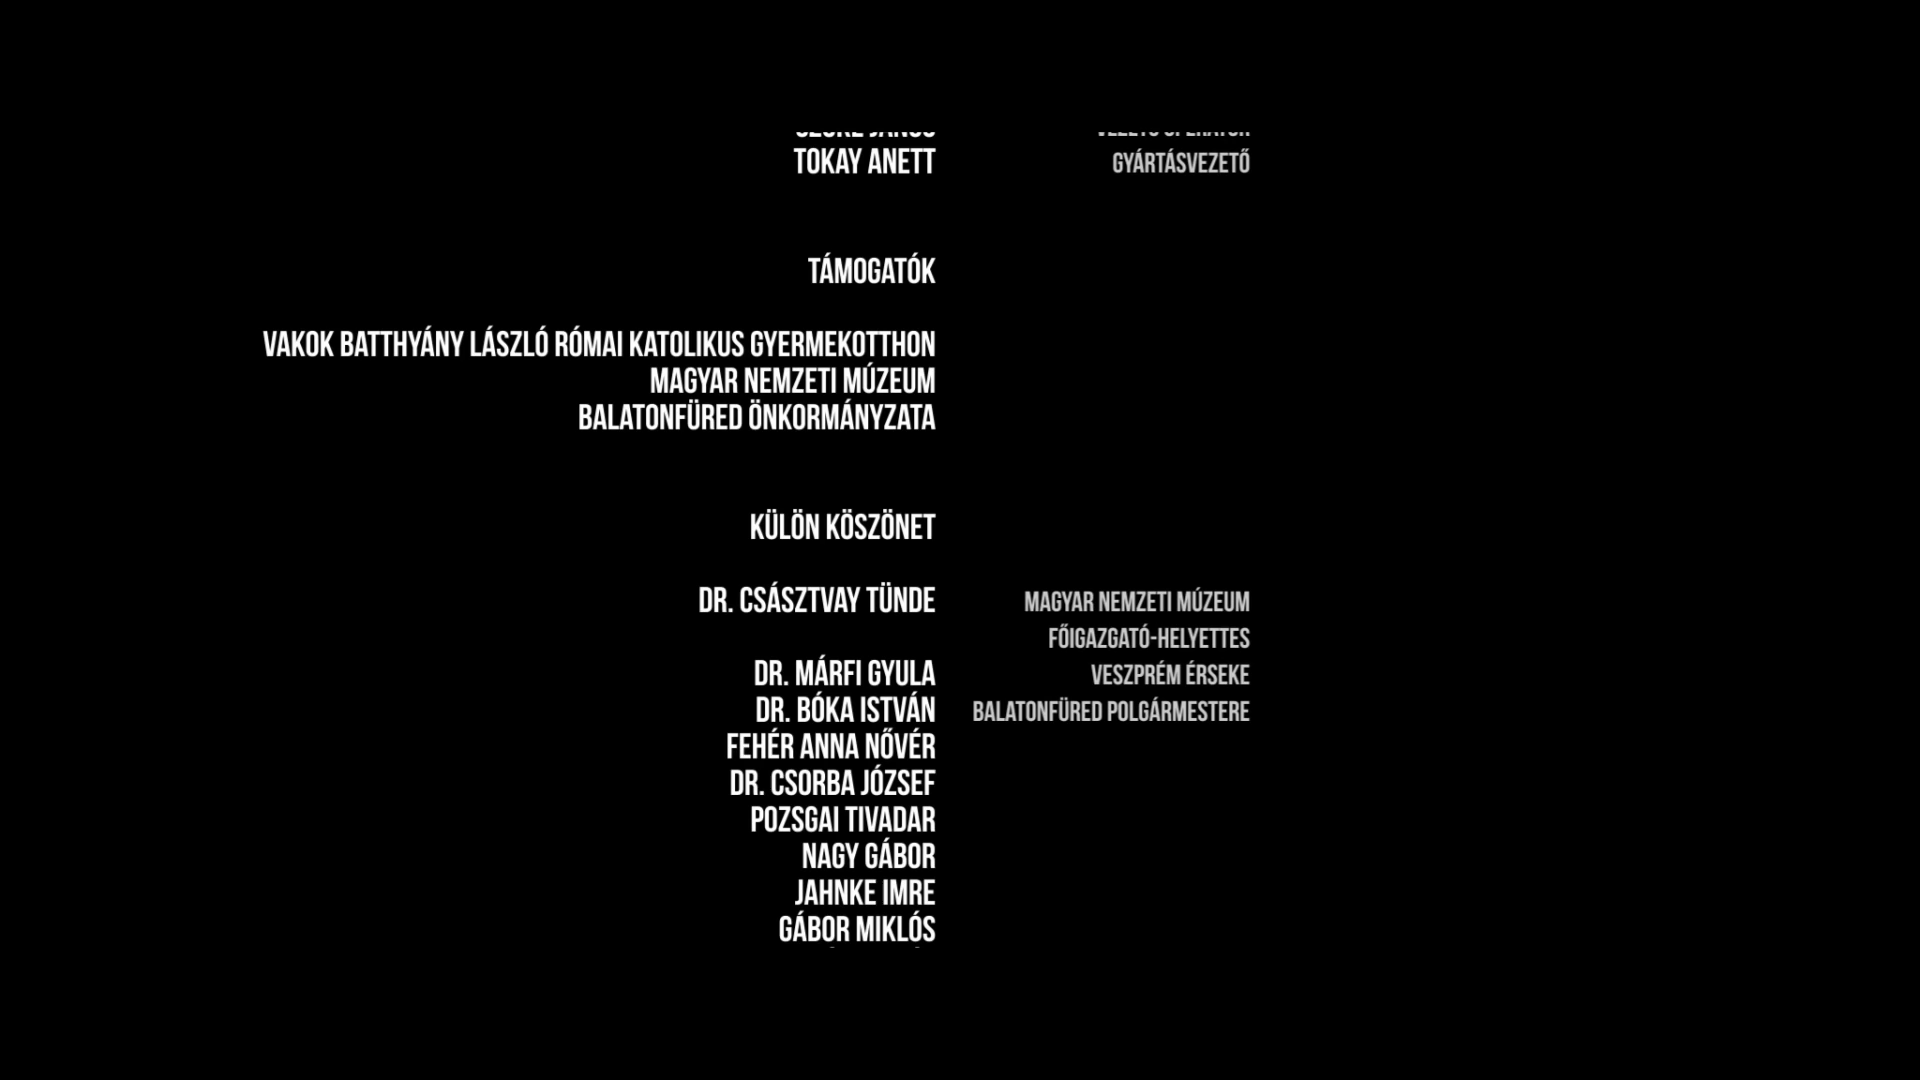 TOKAY ANETT GYÁRTÁSVEZETŐ
TÁMOGATÓK
VAKOK BATTHYÁNY LÁSZLÓ RÓMAI KATOLIKUS GYERMEKOTTHON
MAGYAR NEMZETI MÚZEUM
BALATONFÜRED ÖNKORMÁNYZATA
KÜLÖN KÖSZÖNET
DR. CSÁSZTVAY TÜNDE MAGYAR NEMZETI MÚZEUM
FŐIGAZGATÓ-HELYETTES
DR. MÁRFI GYULA VESZPRÉM ÉRSEKE
DR. BÓKA ISTVÁN BALATONFÜRED POLGÁRMESTERE
FEHÉR ANNA NŐVÉR
DR. CSORBA JÓZSEF
POZSGAI TIVADAR
NAGY GÁBOR
JAHNKE IMRE
GÁBOR MIKLÓS